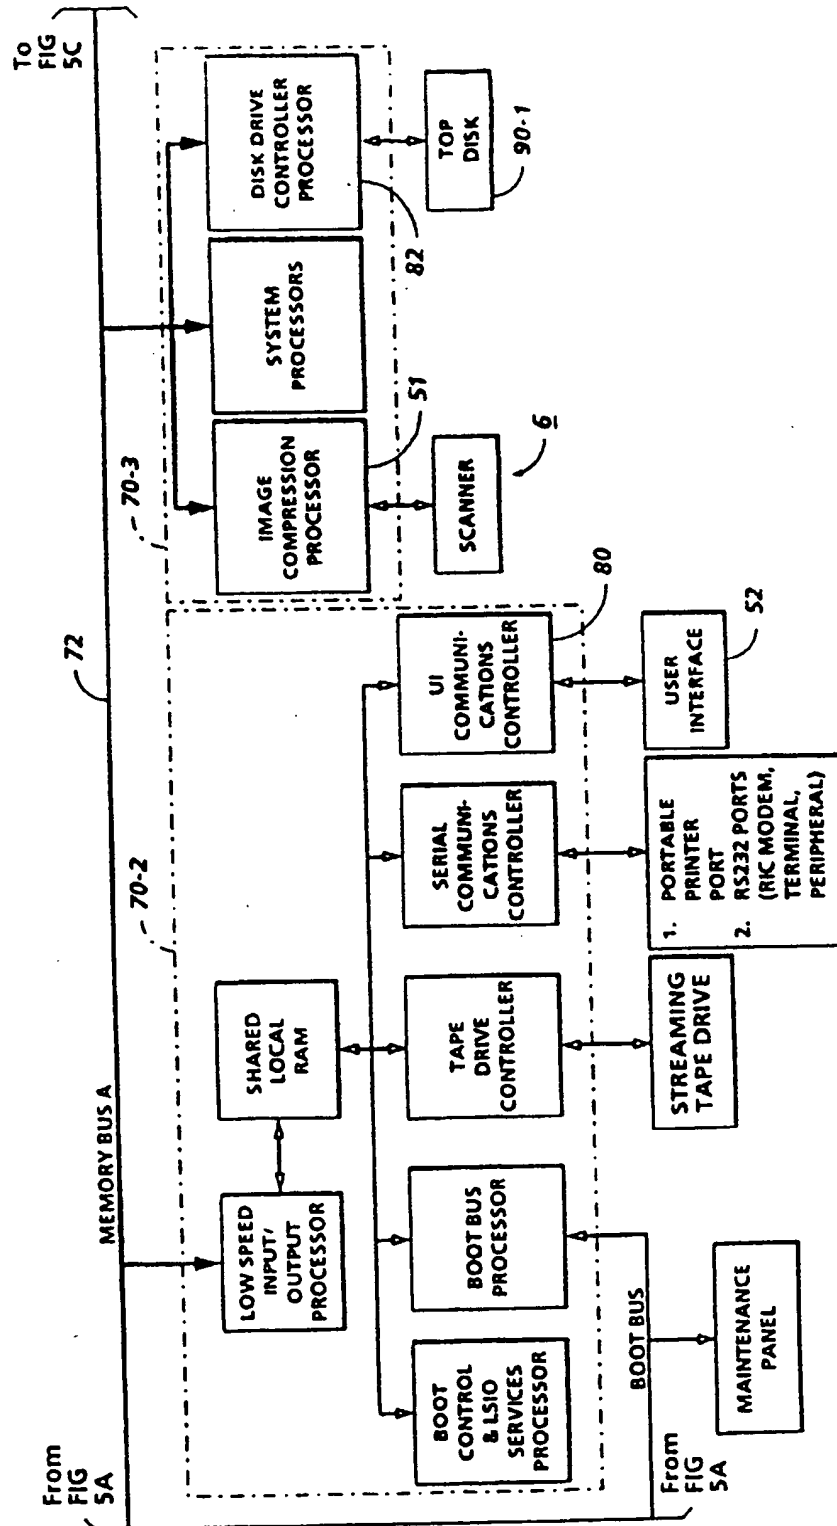 From
FIG
5A
MEMORY BUS A
72
To
FIG
5C
70-2
70-3
LOW SPEED
INPUT/
OUTPUT
PROCESSOR
SHARED
LOCAL
RAM
IMAGE
COMPRESSION
PROCESSOR
SYSTEM
PROCESSORS
DISK DRIVE
CONTROLLER
PROCESSOR
51
82
BOOT
CONTROL
& LSIO
SERVICES
PROCESSOR
BOOT BUS
PROCESSOR
TAPE
DRIVE
CONTROLLER
SERIAL
COMMUNI-
CATIONS
CONTROLLER
UI
COMMUNI-
CATIONS
CONTROLLER
80
SCANNER
6
TOP
DISK
90-1
BOOT BUS
From
FIG
5A
MAINTENANCE
PANEL
STREAMING
TAPE DRIVE
1. PORTABLE
PRINTER
PORT
2. RS232 PORTS
(RIC MODEM,
TERMINAL,
PERIPHERAL)
USER
INTERFACE
52